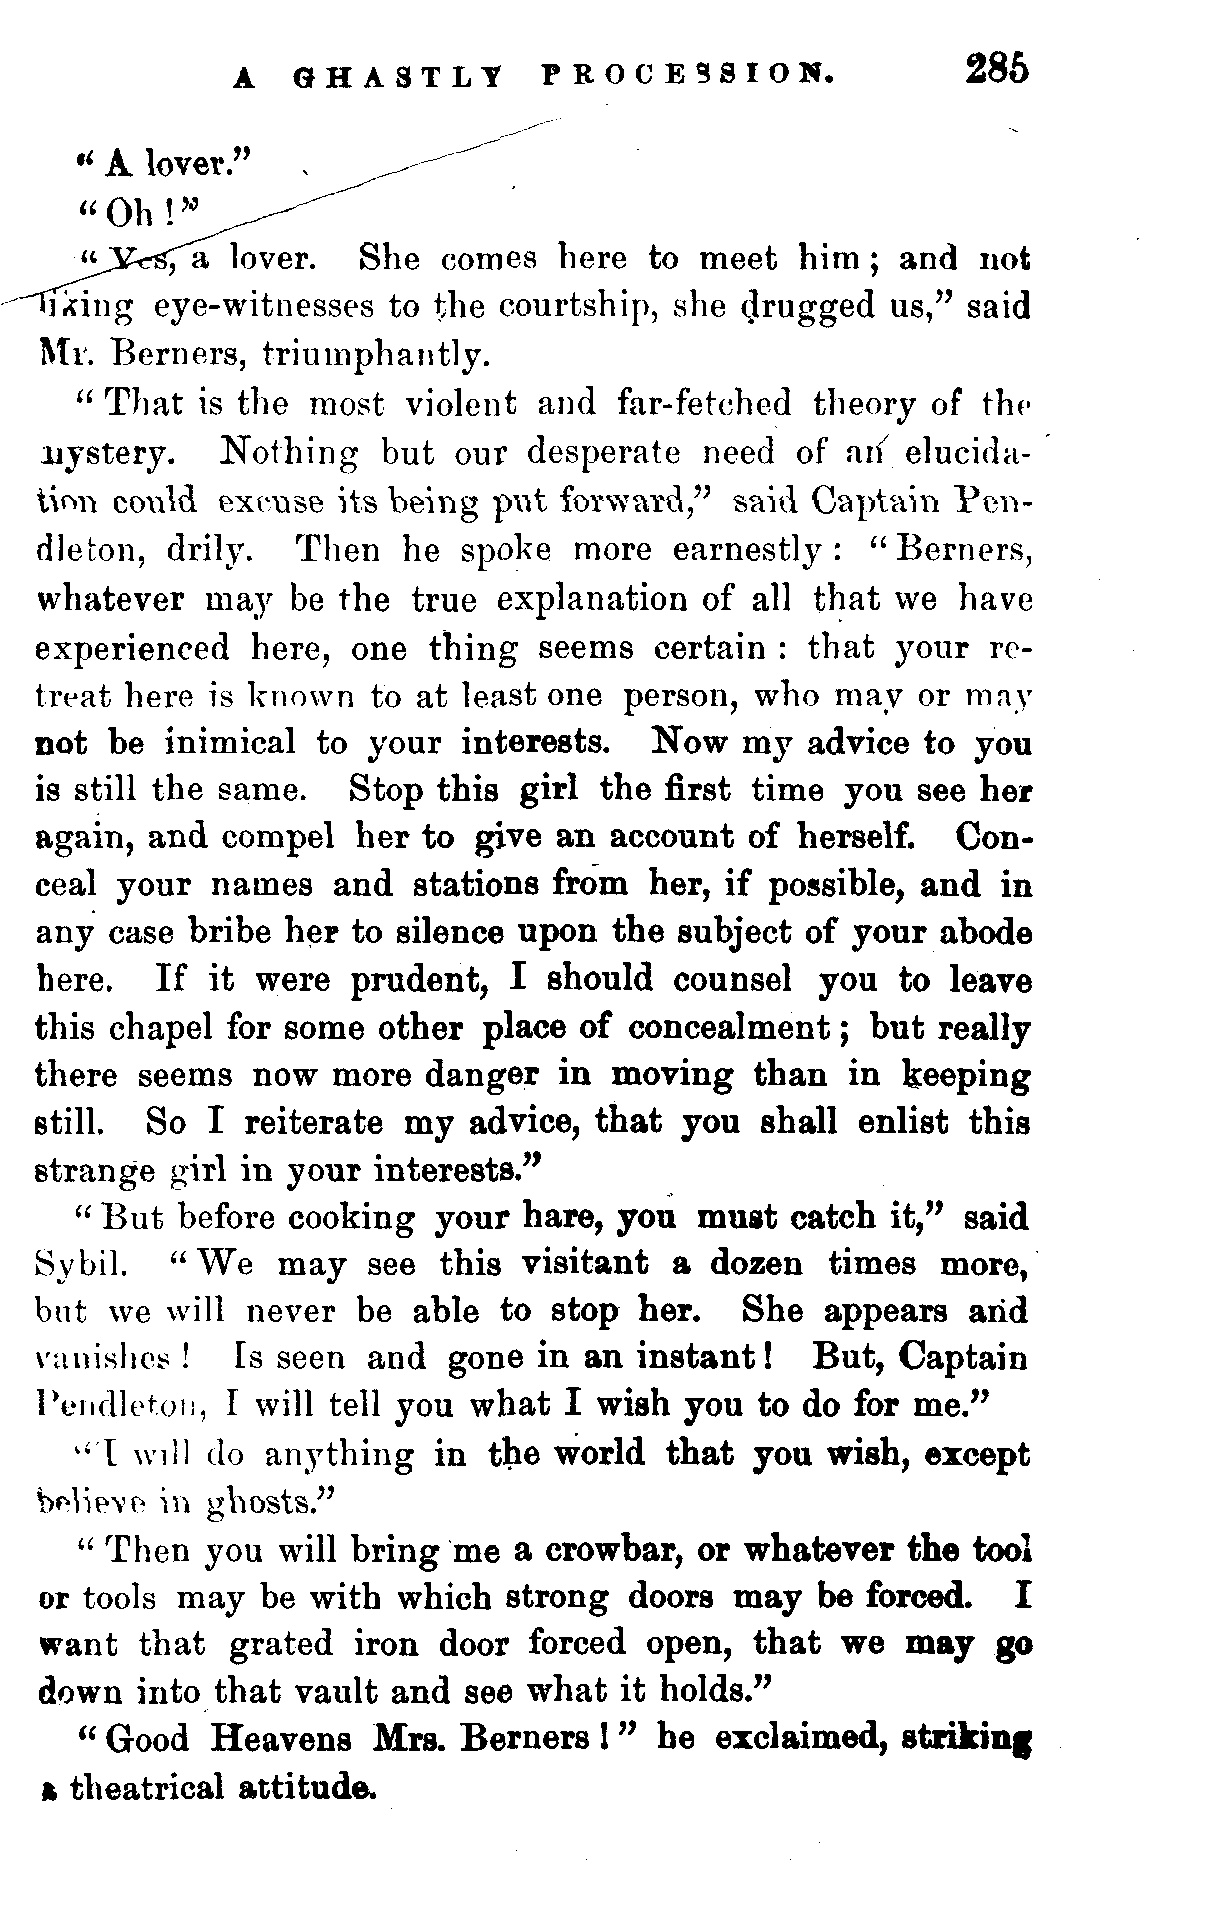 A GHASTLY PROCESSION. 285
“ A lover.”
“ Oh !”
“ Yes, a lover. She comes here to meet him ; and not
liking eye-witnesses to the courtship, she drugged us,” said
Mr. Berners, triumphantly.
“ That is the most violent and far-fetched theory of the
mystery. Nothing but our desperate need of an elucida-
tion could excuse its being put forward,” said Captain Pen-
dleton, drily. Then he spoke more earnestly : “ Berners,
whatever may be the true explanation of all that we have
experienced here, one thing seems certain : that your re-
treat here is known to at least one person, who may or may
not be inimical to your interests. Now my advice to you
is still the same. Stop this girl the first time you see her
again, and compel her to give an account of herself. Con-
ceal your names and stations from her, if possible, and in
any case bribe her to silence upon the subject of your abode
here. If it were prudent, I should counsel you to leave
this chapel for some other place of concealment ; but really
there seems now more danger in moving than in keeping
still. So I reiterate my advice, that you shall enlist this
strange girl in your interests.”
“ But before cooking your hare, you must catch it,” said
Sybil. “ We may see this visitant a dozen times more,
but we will never be able to stop her. She appears and
vanishes ! Is seen and gone in an instant ! But, Captain
Pendleton, I will tell you what I wish you to do for me.”
“ I will do anything in the world that you wish, except
believe in ghosts.”
“ Then you will bring me a crowbar, or whatever the tool
or tools may be with which strong doors may be forced. I
want that grated iron door forced open, that we may go
down into that vault and see what it holds.”
“ Good Heavens Mrs. Berners ! ” he exclaimed, striking
a theatrical attitude.